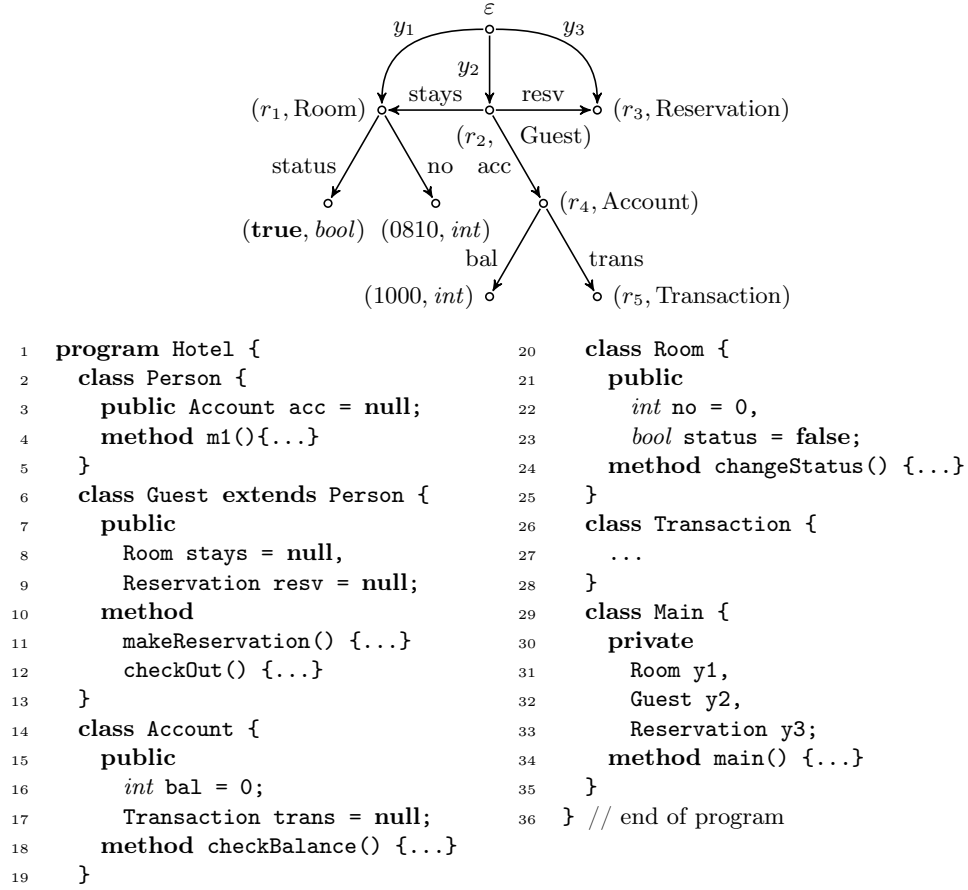 ε
y1 y2 y3
stays resv
(r1, Room) (r3, Reservation)
(r2, Guest)
status no acc
(r4, Account)
(true, bool) (0810, int)
bal trans
(1000, int) (r5, Transaction)
1 program Hotel {
2 class Person {
3 public Account acc = null;
4 method m1(){...}
5 }
6 class Guest extends Person {
7 public
8 Room stays = null,
9 Reservation resv = null;
10 method
11 makeReservation() {...}
12 checkOut() {...}
13 }
14 class Account {
15 public
16 int bal = 0;
17 Transaction trans = null;
18 method checkBalance() {...}
19 }
20 class Room {
21 public
22 int no = 0,
23 bool status = false;
24 method changeStatus() {...}
25 }
26 class Transaction {
27 ...
28 }
29 class Main {
30 private
31 Room y1,
32 Guest y2,
33 Reservation y3;
34 method main() {...}
35 }
36 } // end of program